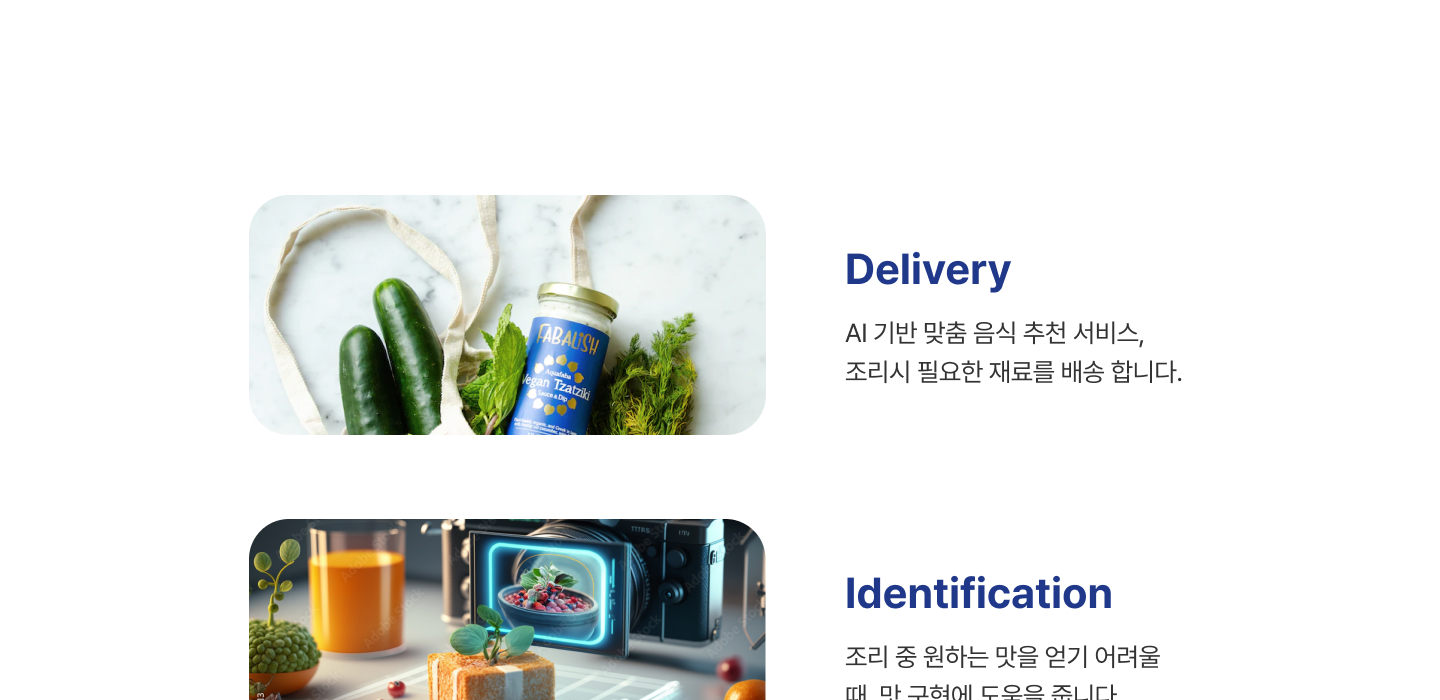 Delivery
AI 기반 맞춤 음식 추천 서비스,
조리시 필요한 재료를 배송 합니다.
FABALISH
Aquafaba
Vegan Tzatziki
Sauce & Dip
Identification
조리 중 원하는 맛을 얻기 어려울
때, 맛 구현에 도움을 줍니다.